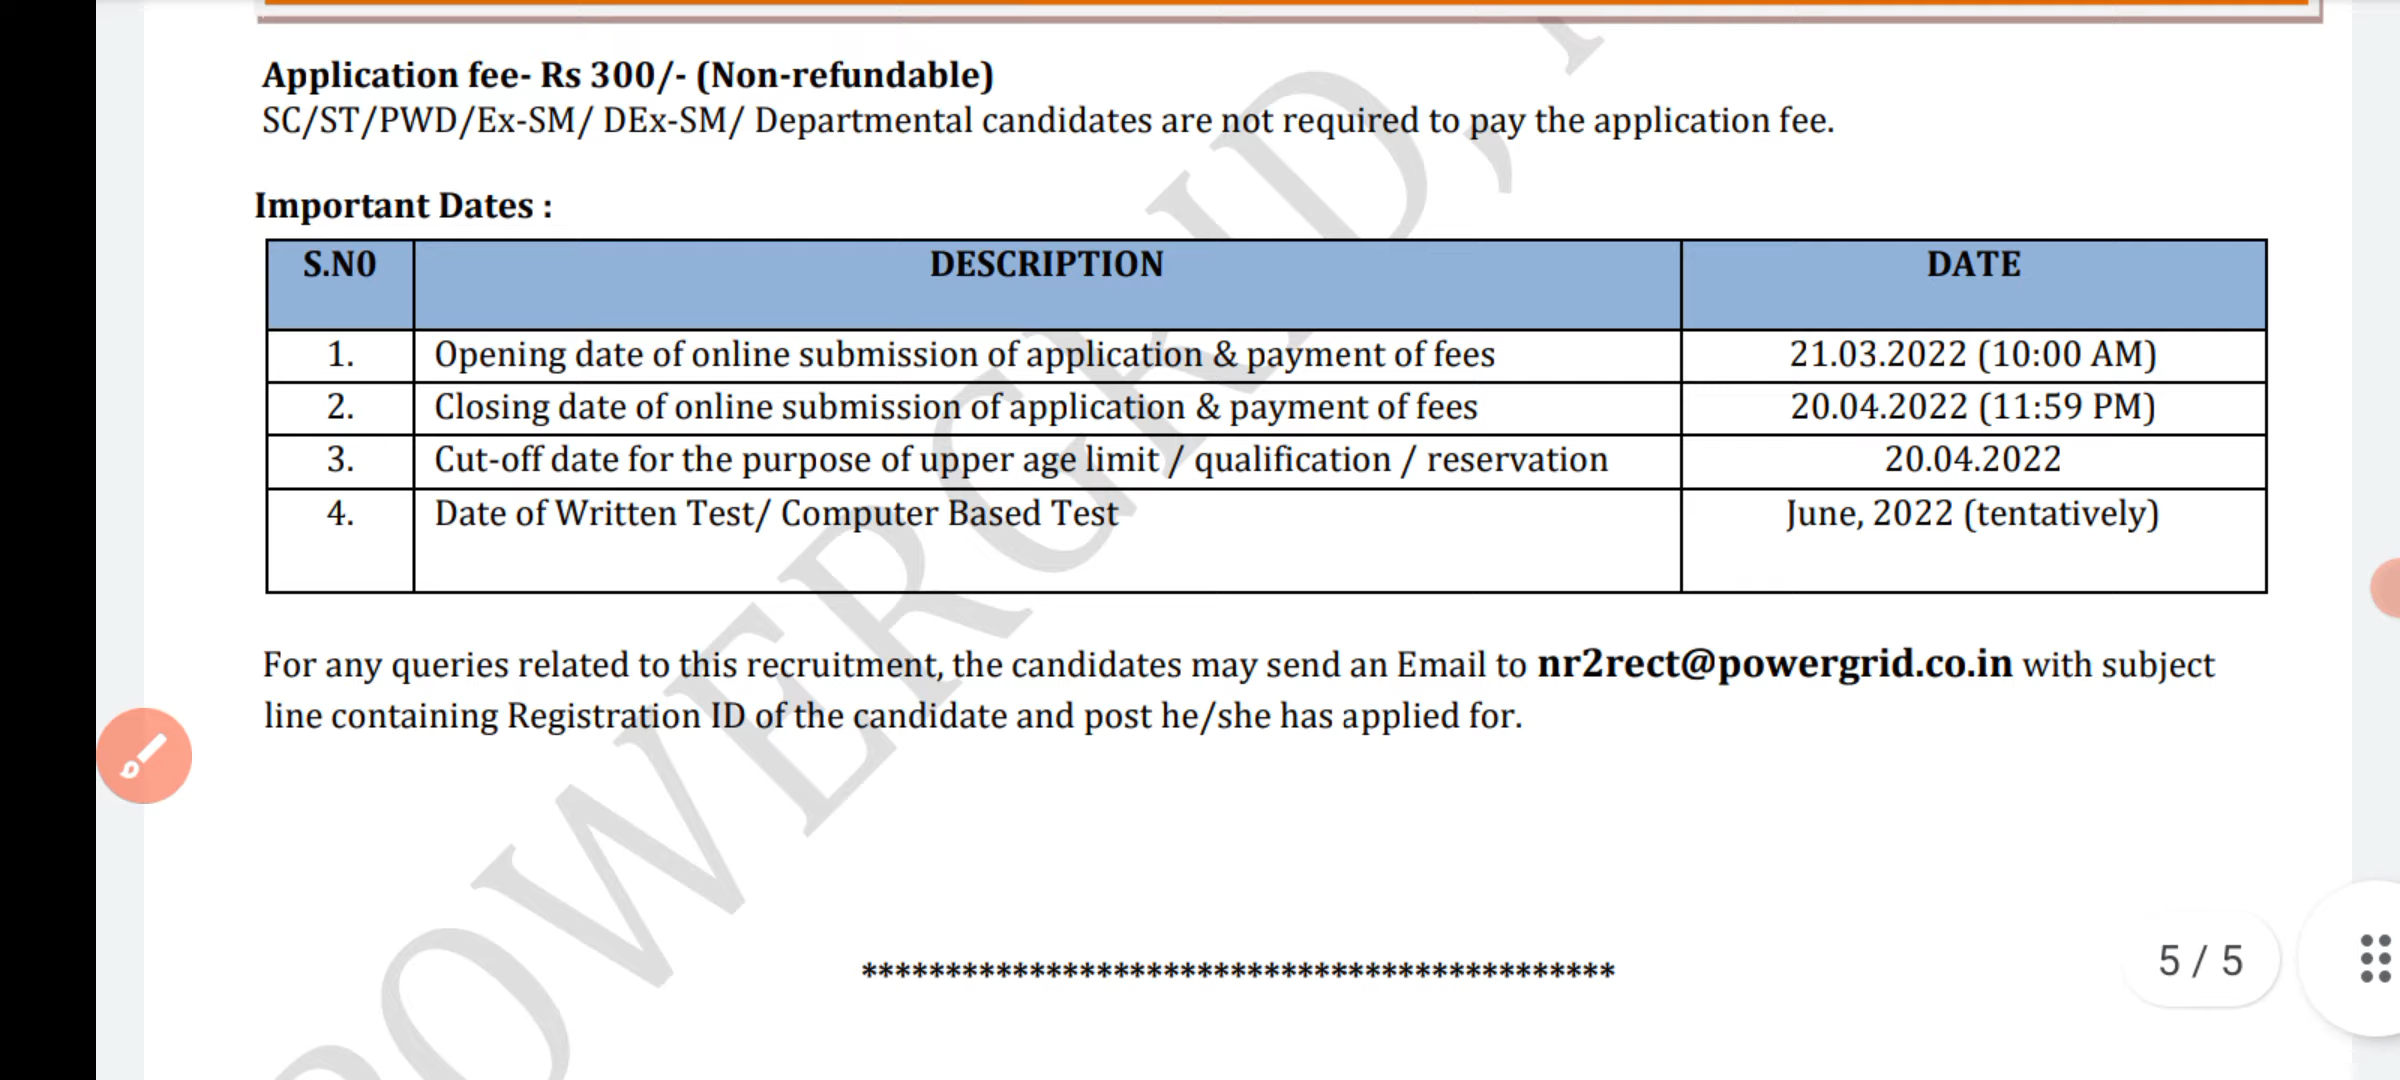 Application fee- Rs 300/- (Non-refundable)
SC/ST/PWD/Ex-SM/ DEx-SM/ Departmental candidates are not required to pay the application fee.
Important Dates :
S.NO DESCRIPTION DATE
1. Opening date of online submission of application & payment of fees 21.03.2022 (10:00 AM)
2. Closing date of online submission of application & payment of fees 20.04.2022 (11:59 PM)
3. Cut-off date for the purpose of upper age limit / qualification / reservation 20.04.2022
4. Date of Written Test/ Computer Based Test June, 2022 (tentatively)
For any queries related to this recruitment, the candidates may send an Email to nr2rect@powergrid.co.in with subject
line containing Registration ID of the candidate and post he/she has applied for.
*********************************************
5 / 5
POWERGRID,